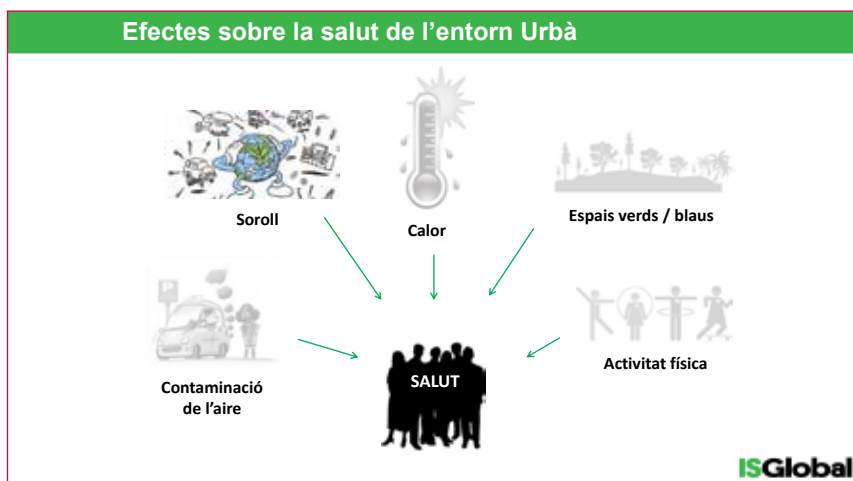 Efectes sobre la salut de l’entorn Urbà
Soroll
Calor
Espais verds / blaus
P
Contaminació
de l’aire
SALUT
Activitat física
ISGlobal